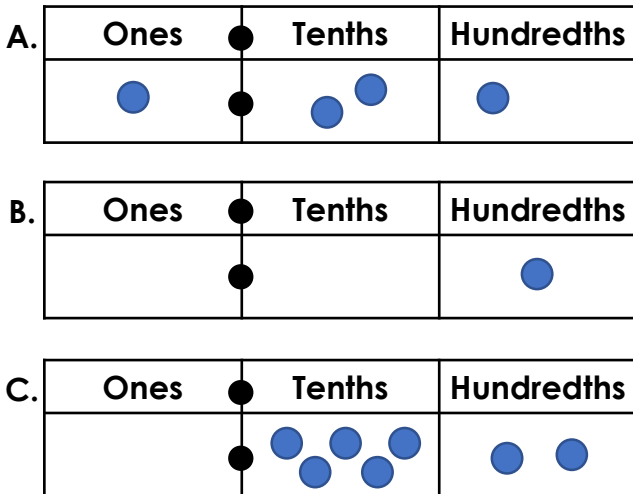 A. Ones Tenths Hundredths
B. Ones Tenths Hundredths
C. Ones Tenths Hundredths